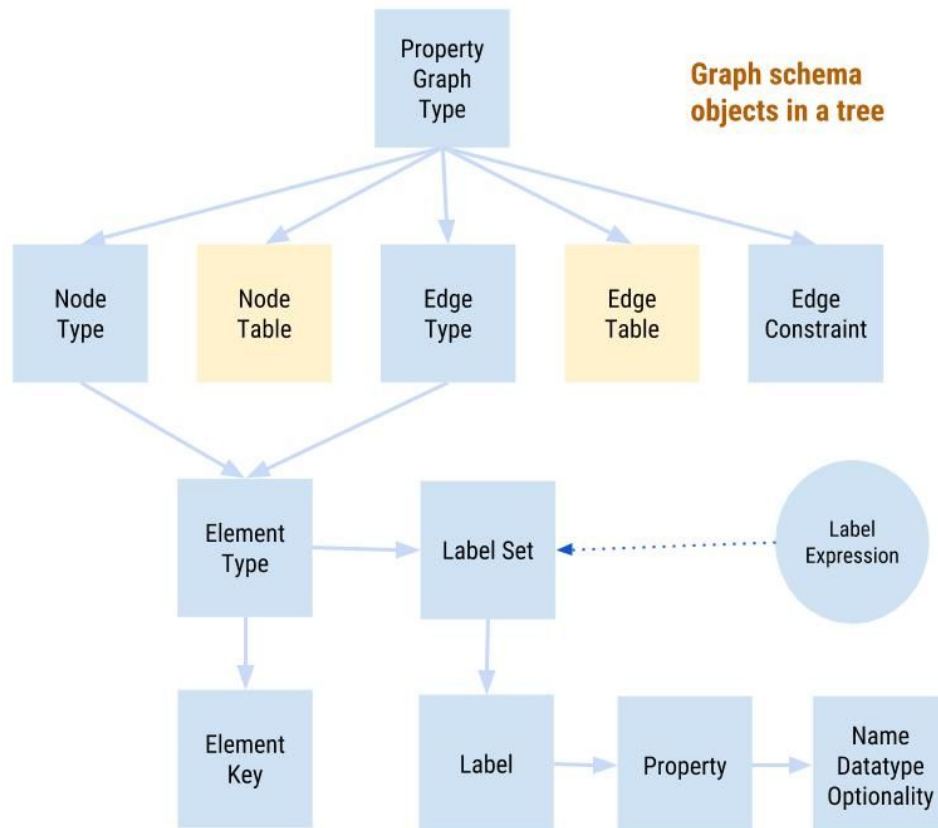 Property
Graph
Type
Graph schema
objects in a tree
Node
Type
Node
Table
Edge
Type
Edge
Table
Edge
Constraint
Element
Type
Label Set
Label
Expression
Element
Key
Label
Property
Name
Datatype
Optionality